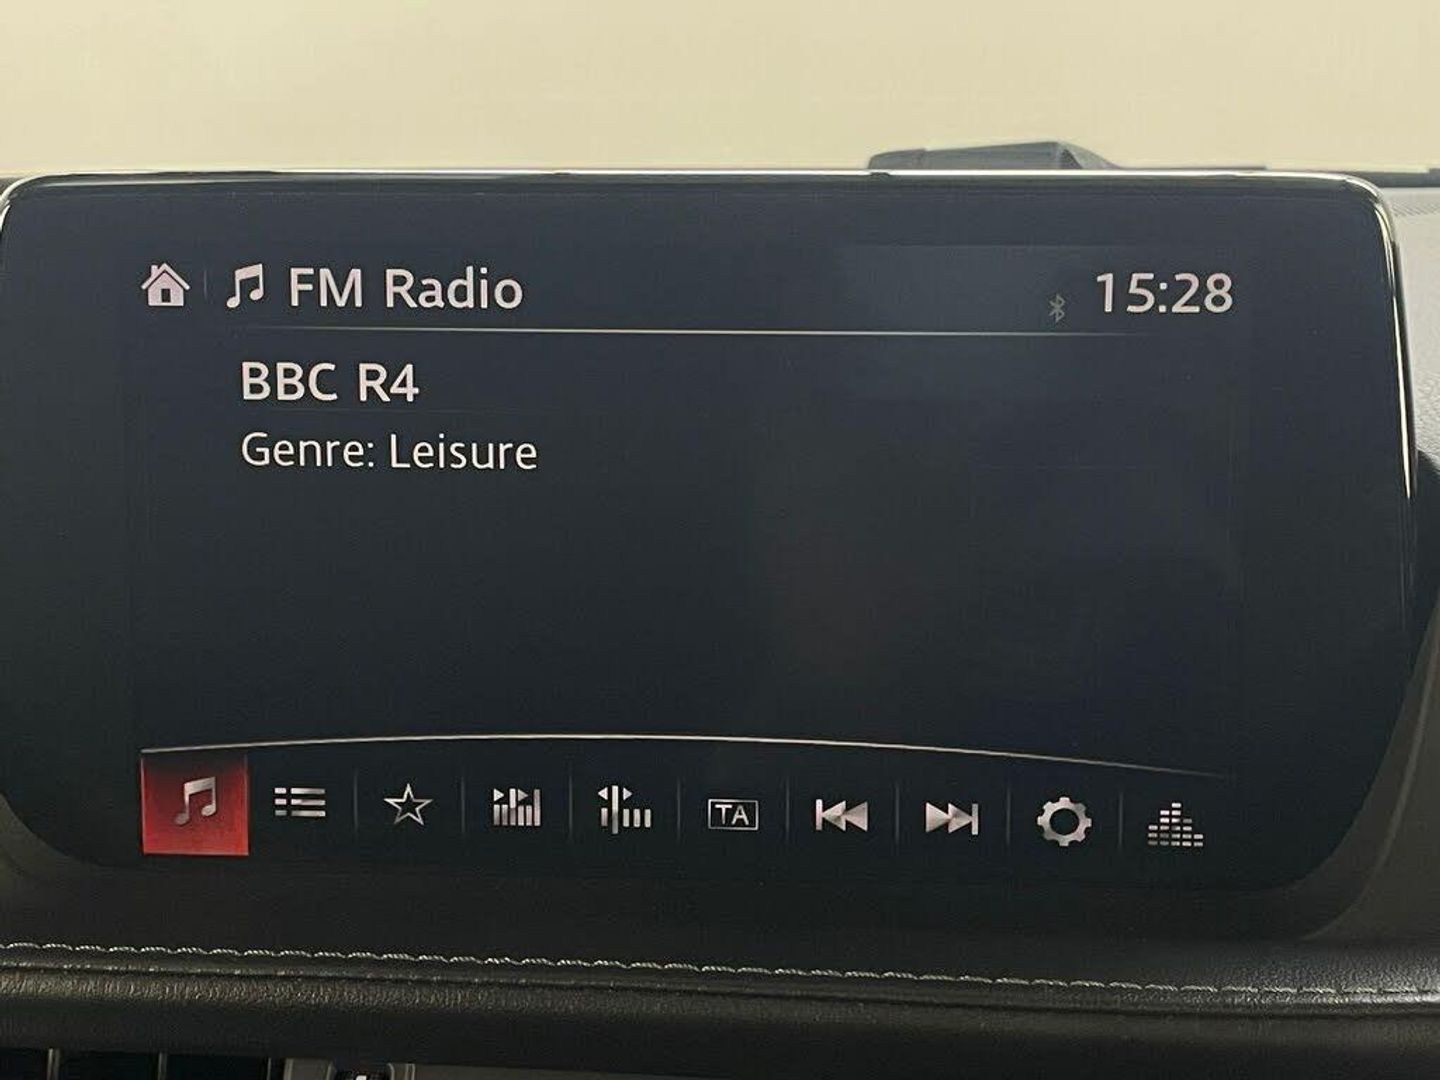 FM Radio
15:28
BBC R4
Genre: Leisure
TA